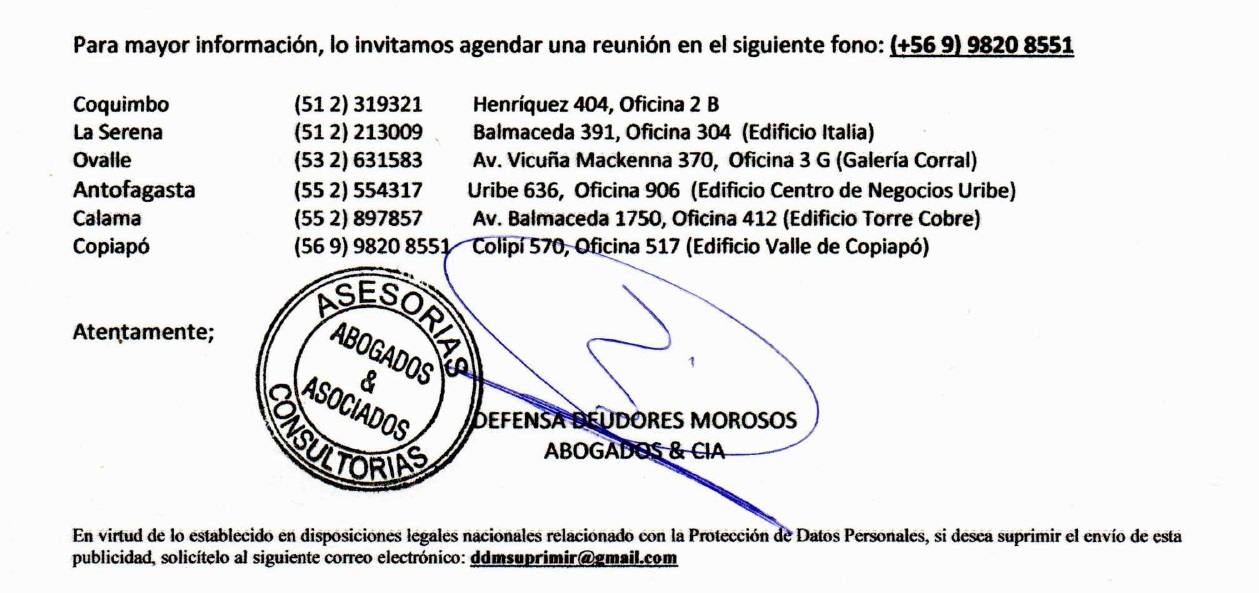 Para mayor información, lo invitamos agendar una reunión en el siguiente fono: (+56 9) 9820 8551
Coquimbo (51 2) 319321 Henríquez 404, Oficina 2 B
La Serena (51 2) 213009 Balmaceda 391, Oficina 304 (Edificio Italia)
Ovalle (53 2) 631583 Av. Vicuña Mackenna 370, Oficina 3 G (Galería Corral)
Antofagasta (55 2) 554317 Uribe 636, Oficina 906 (Edificio Centro de Negocios Uribe)
Calama (55 2) 897857 Av. Balmaceda 1750, Oficina 412 (Edificio Torre Cobre)
Copiapó (56 9) 9820 8551 Colipí 570, Oficina 517 (Edificio Valle de Copiapó)
Atentamente;
ASESORIAS
ABOGADOS
&
ASOCIADOS
CONSULTORIAS
DEFENSA DEUDORES MOROSOS
ABOGADOS & CIA
En virtud de lo establecido en disposiciones legales nacionales relacionado con la Protección de Datos Personales, si desea suprimir el envío de esta
publicidad, solicítelo al siguiente correo electrónico: ddmsuprimir@gmail.com